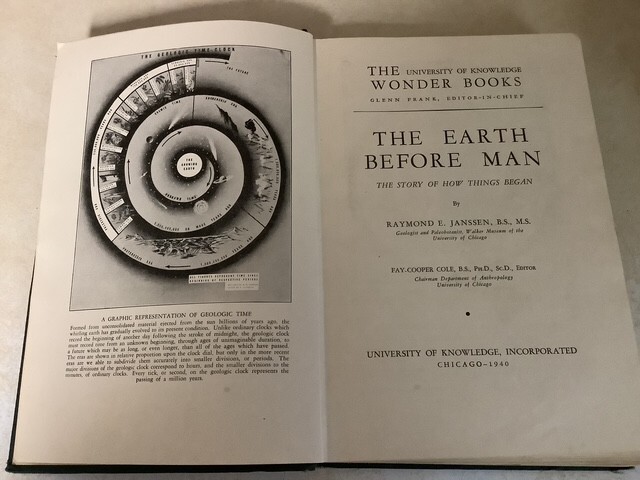 THE GEOLOGIC TIME CLOCK
THE FUTURE
COSMIC TIME
THE GROWING EARTH
A GRAPHIC REPRESENTATION OF GEOLOGIC TIME
Formed from unconsolidated material ejected from the sun billions of years ago, the
whirling earth has gradually evolved to its present condition. Unlike ordinary clocks which
record the beginning of another day following the stroke of midnight, the geologic clock
must record time from an unknown beginning, through ages of unimaginable duration, to
a future which may be as long, or even longer, than all of the ages which have passed.
The eras are shown in relative proportion upon the clock dial, but only in the more recent
eras are we able to subdivide them accurately into smaller divisions, or periods. The
major divisions of the geologic clock correspond to hours, and the smaller divisions to the
minutes, of ordinary clocks. Every tick, or second, on the geologic clock represents the
passing of a million years.
THE UNIVERSITY OF KNOWLEDGE
WONDER BOOKS
GLENN FRANK, EDITOR-IN-CHIEF
THE EARTH
BEFORE MAN
THE STORY OF HOW THINGS BEGAN
By
RAYMOND E. JANSSEN, B.S., M.S.
Geologist and Paleobotanist, Walker Museum of the
University of Chicago
FAY-COOPER COLE, B.S., PH.D., SC.D., EDITOR
Chairman Department of Anthropology
University of Chicago
UNIVERSITY OF KNOWLEDGE, INCORPORATED
CHICAGO—1940